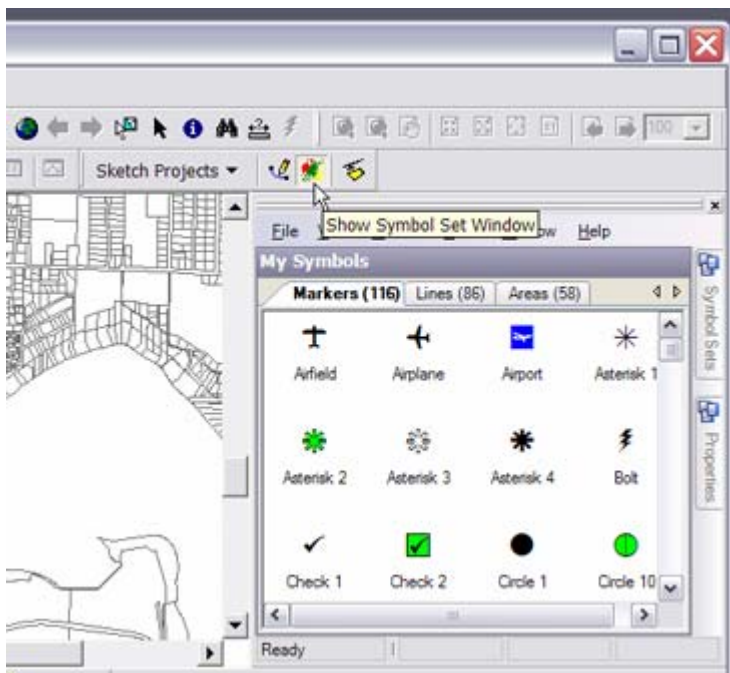 100
Sketch Projects
Show Symbol Set Window
File
Help
My Symbols
Markers (116) Lines (86) Areas (58)
Airfield Airplane Airport Asterisk 1
Asterisk 2 Asterisk 3 Asterisk 4 Bolt
Check 1 Check 2 Circle 1 Circle 10
Symbol Sets
Properties
Ready